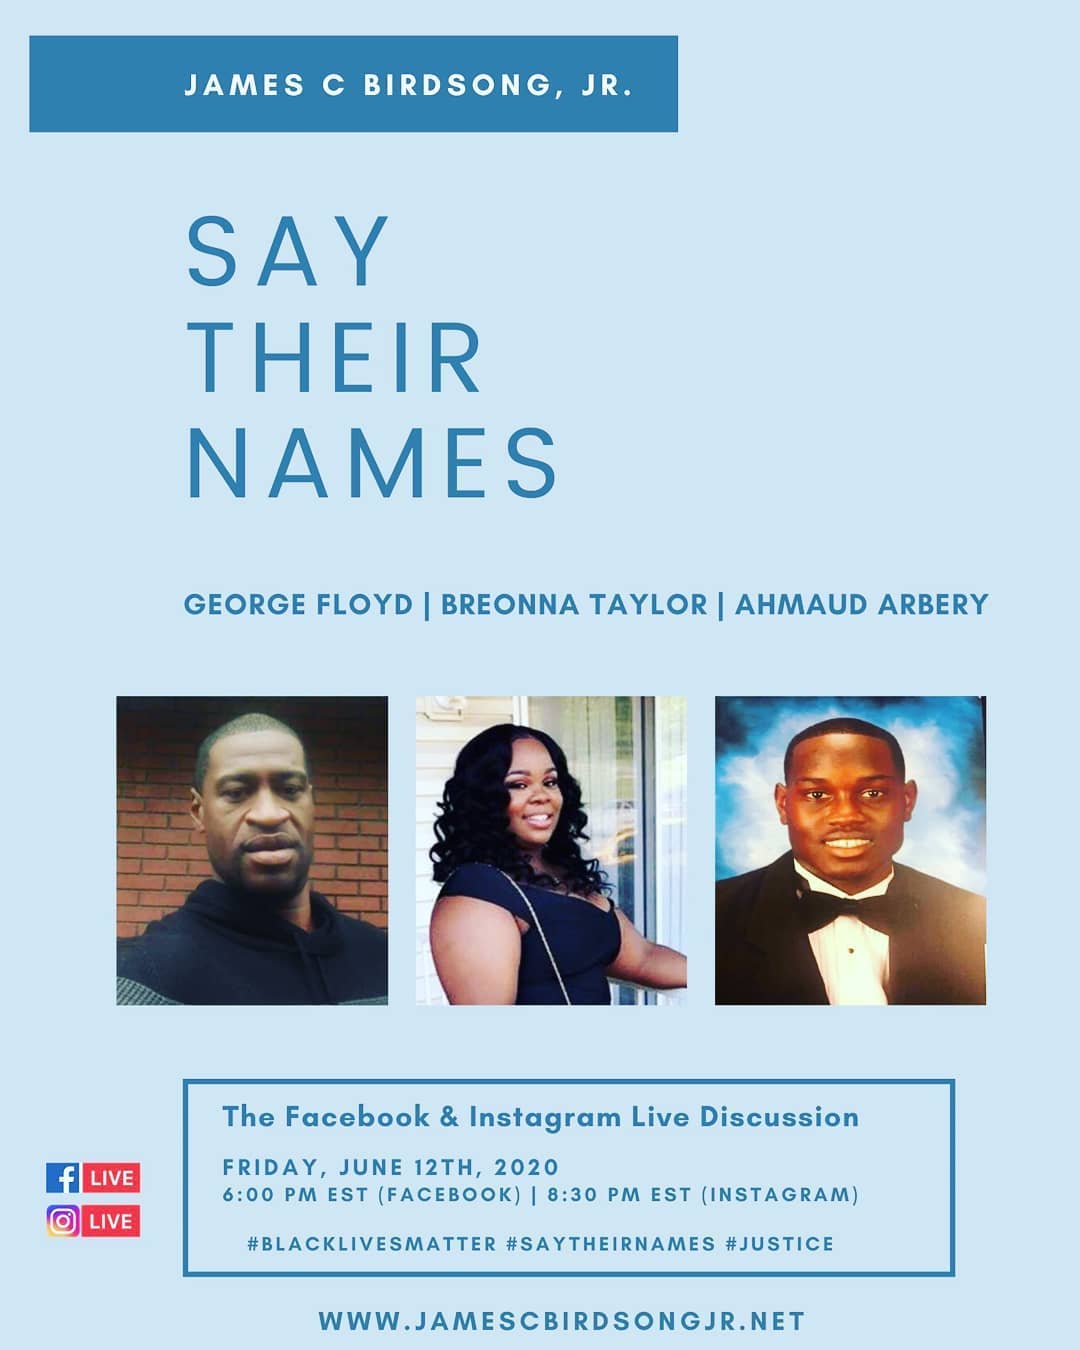 JAMES C BIRDSONG, JR.
SAY
THEIR
NAMES
GEORGE FLOYD | BREONNA TAYLOR | AHMAUD ARBERY
The Facebook & Instagram Live Discussion
FRIDAY, JUNE 12TH, 2020
6:00 PM EST (FACEBOOK) | 8:30 PM EST (INSTAGRAM)
#BLACKLIVESMATTER #SAYTHEIRNAMES #JUSTICE
LIVE
LIVE
WWW.JAMESCBIRDSONGJR.NET